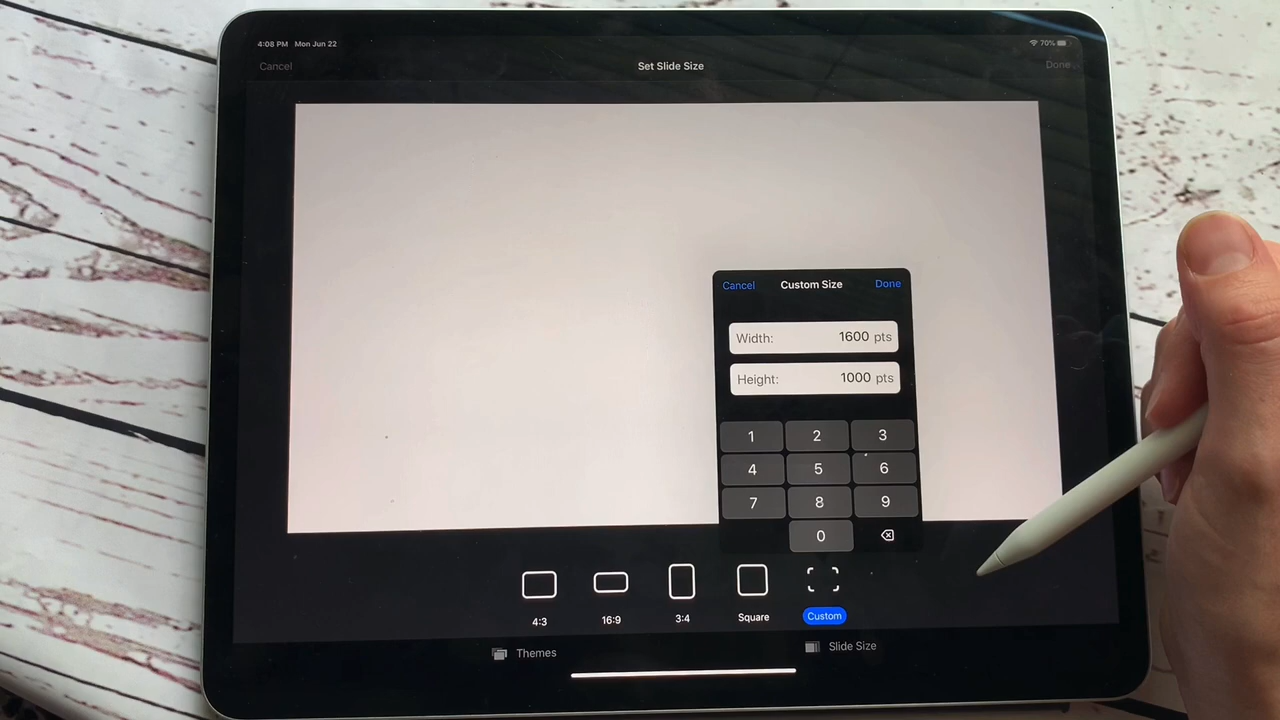 4:08 PM Mon Jun 22 70%
Cancel Set Slide Size Done
Cancel Custom Size Done
Width: 1600 pts
Height: 1000 pts
1 2 3
4 5 6
7 8 9
0
4:3 16:9 3:4 Square Custom
Themes Slide Size